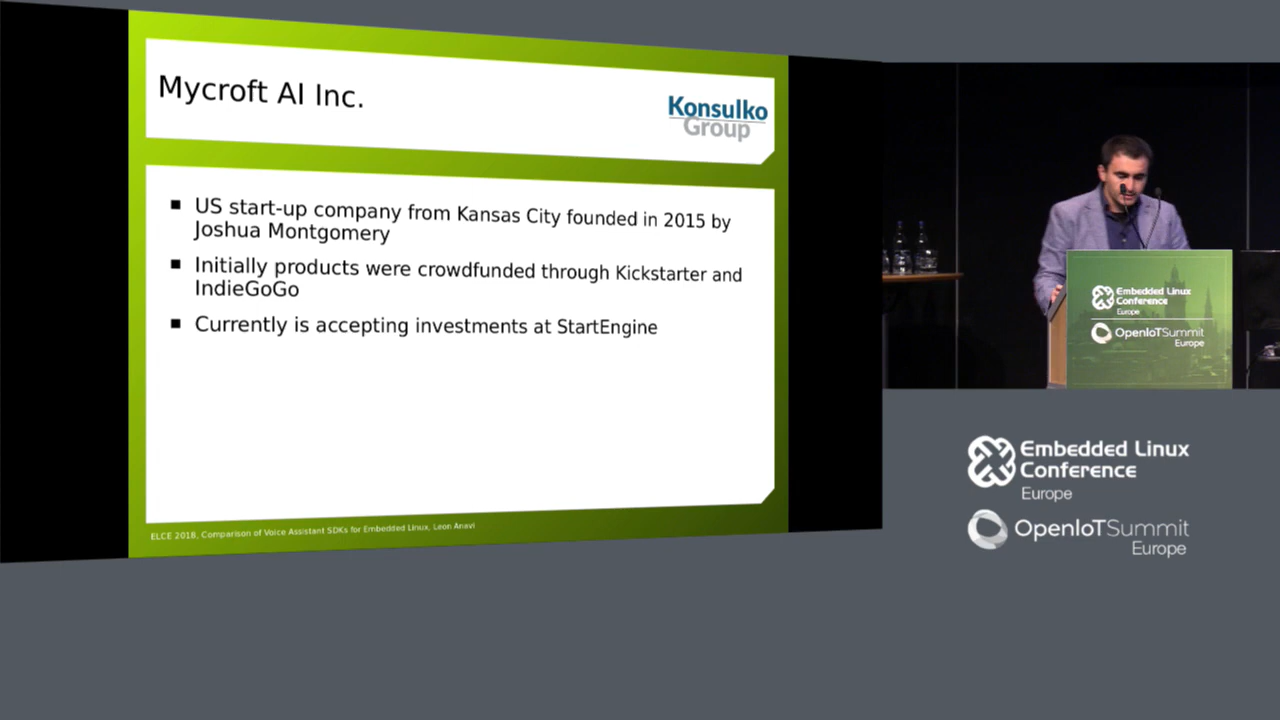 Mycroft AI Inc.
Konsulko
Group
US start-up company from Kansas City founded in 2015 by
Joshua Montgomery
Initially products were crowdfunded through Kickstarter and
IndieGoGo
Currently is accepting investments at StartEngine
ELCE 2018, Comparison of Voice Assistant SDKs for Embedded Linux, Leon Anavi
Embedded Linux
Conference
Europe
OpenIoTSummit
Europe
Embedded Linux
Conference
Europe
OpenIoTSummit
Europe